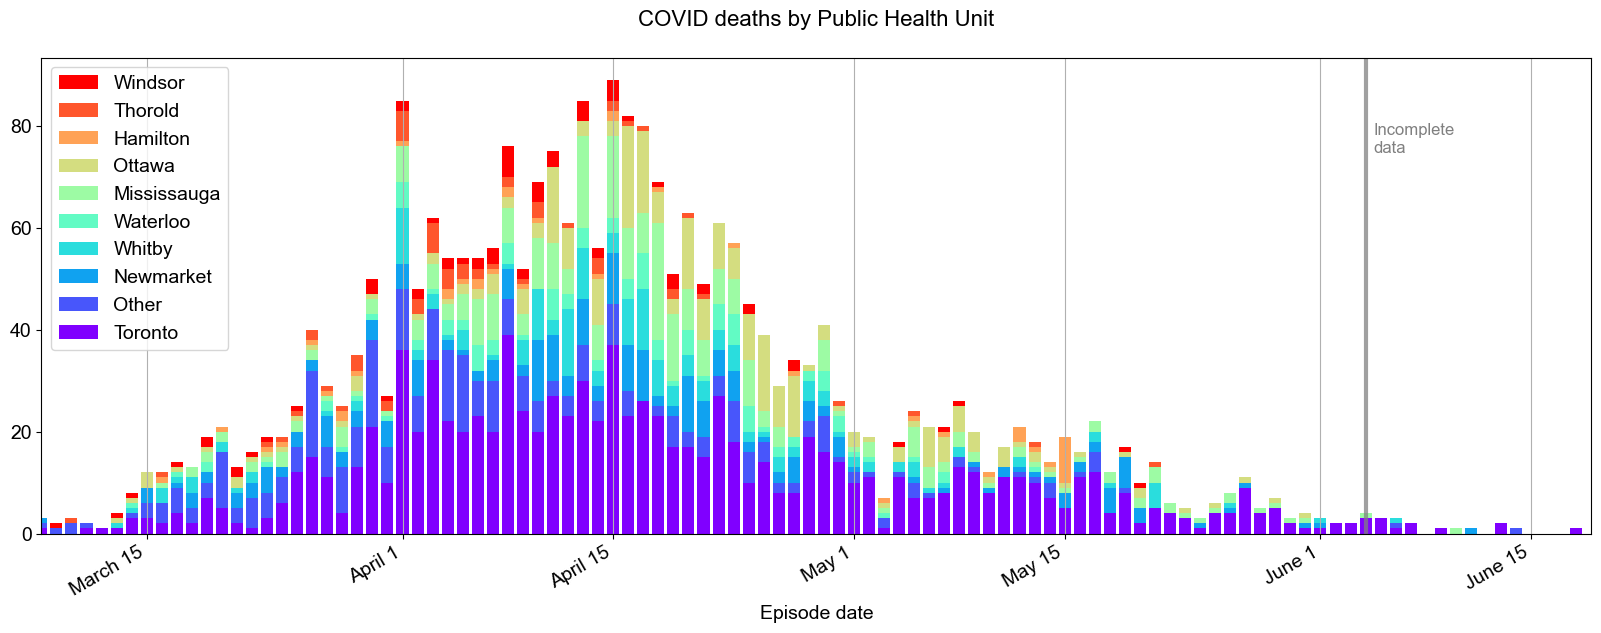 COVID deaths by Public Health Unit
Windsor
Thorold
Hamilton
Ottawa
Mississauga
Waterloo
Whitby
Newmarket
Other
Toronto
Incomplete
data
80
60
40
20
0
March 15
April 1
April 15
May 1
May 15
June 1
June 15
Episode date